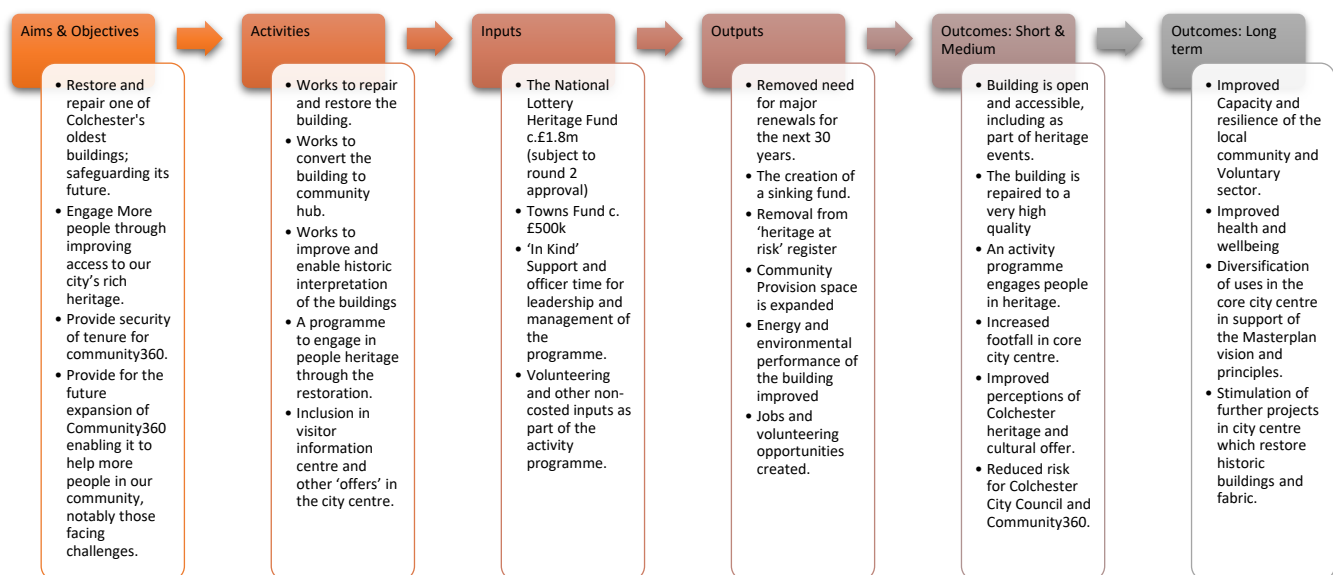 Aims & Objectives
• Restore and
repair one of
Colchester's
oldest
buildings;
safeguarding its
future.
• Engage More
people through
improving
access to our
city's rich
heritage.
• Provide security
of tenure for
community360.
• Provide for the
future
expansion of
Community360
enabling it to
help more
people in our
community,
notably those
facing
challenges.
Activities
• Works to repair
and restore the
building.
• Works to
convert the
building to
community
hub.
• Works to
improve and
enable historic
interpretation
of the buildings
• A programme
to engage in
people heritage
through the
restoration.
• Inclusion in
visitor
information
centre and
other 'offers' in
the city centre.
Inputs
• The National
Lottery
Heritage Fund
c.£1.8m
(subject to
round 2
approval)
• Towns Fund c.
£500k
• 'In Kind'
Support and
officer time for
leadership and
management of
the
programme.
• Volunteering
and other non-
costed inputs as
part of the
activity
programme.
Outputs
• Removed need
for major
renewals for
the next 30
years.
• The creation of
a sinking fund.
• Removal from
'heritage at
risk' register
• Community
Provision space
is expanded
• Energy and
environmental
performance of
the building
improved
• Jobs and
volunteering
opportunities
created.
Outcomes: Short &
Medium
• Building is open
and accessible,
including as
part of heritage
events.
• The building is
repaired to a
very high
quality
• An activity
programme
engages people
in heritage.
• Increased
footfall in core
city centre.
• Improved
perceptions of
Colchester
heritage and
cultural offer.
• Reduced risk
for Colchester
City Council and
Community360.
Outcomes: Long
term
• Improved
Capacity and
resilience of the
local
community and
Voluntary
sector.
• Improved
health and
wellbeing
• Diversification
of uses in the
core city centre
in support of
the Masterplan
vision and
principles.
• Stimulation of
further projects
in city centre
which restore
historic
buildings and
fabric.